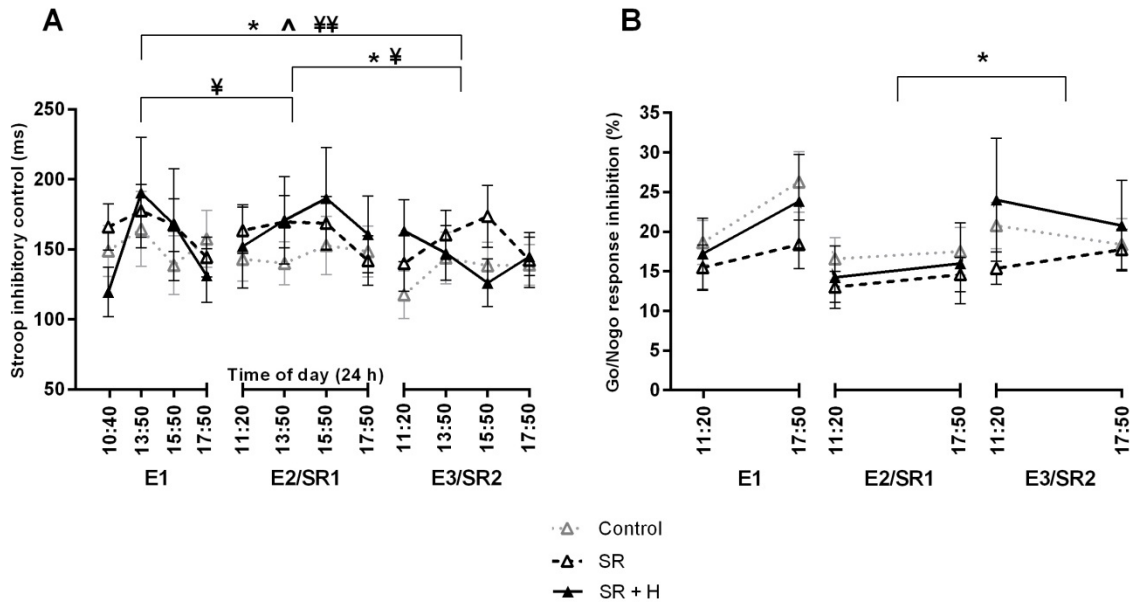 A
* ^ ¥¥
* ¥
¥
Stroop inhibitory control (ms)
250
200
150
100
50
Time of day (24 h)
10:40
13:50
15:50
17:50
11:20
13:50
15:50
17:50
11:20
13:50
15:50
17:50
E1
E2/SR1
E3/SR2
B
*
Go/Nogo response inhibition (%)
35
30
25
20
15
10
5
0
11:20
17:50
11:20
17:50
11:20
17:50
E1
E2/SR1
E3/SR2
Control
SR
SR + H